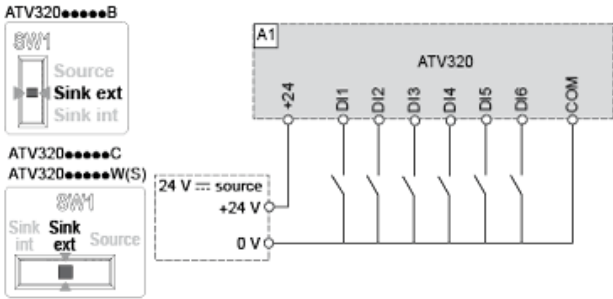 ATV320●●●●●B
SW1
Source
Sink ext
Sink int
ATV320●●●●●C
ATV320●●●●●W(S)
SW1
Sink int
Sink ext
Source
A1
ATV320
+24
DI1
DI2
DI3
DI4
DI5
DI6
COM
24 V ⎓ source
+24 V
0 V